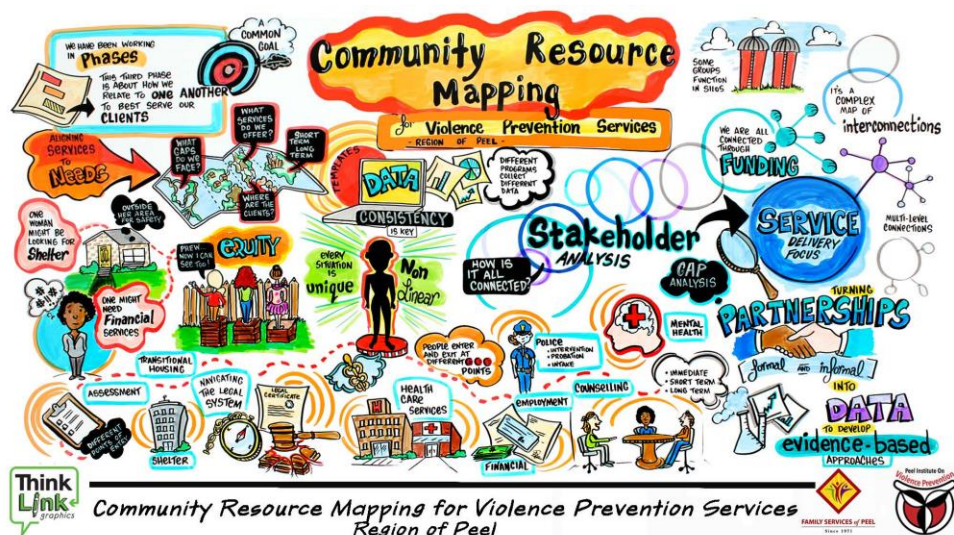 WE HAVE BEEN WORKING
IN Phases
THIS THIRD PHASE
IS ABOUT HOW WE
RELATE TO ONE ANOTHER
TO BEST SERVE OUR
CLIENTS
A
COMMON
GOAL
Community Resource
Mapping
for Violence Prevention Services
- REGION OF PEEL -
SOME
GROUPS
FUNCTION
IN SILOS
IT'S A
COMPLEX
MAP OF
interconnections
ALIGNING
SERVICES
TO
NEEDS
WHAT GAPS
DO WE
FACE?
WHAT
SERVICES
DO WE
OFFER?
SHORT
TERM
LONG
TERM
WHERE
ARE THE
CLIENTS?
TEMPLATES
DATA
CONSISTENCY
IS KEY
DIFFERENT
PROGRAMS
COLLECT
DIFFERENT
DATA
WE ARE ALL
CONNECTED
THROUGH
FUNDING
SERVICE
DELIVERY
FOCUS
MULTI-LEVEL
CONNECTIONS
ONE
WOMAN
MIGHT BE
LOOKING FOR
Shelter
OUTSIDE
HER AREA
FOR SAFETY
PHEW...
NOW I CAN
SEE TOO!
EQUITY
EVERY
SITUATION IS
unique
Non
Linear
Stakeholder
ANALYSIS
HOW IS
IT ALL
CONNECTED?
GAP
ANALYSIS
ONE MIGHT
NEED
Financial
SERVICES
TURNING
PARTNERSHIPS
formal AND informal
INTO
DATA
TO DEVELOP
evidence-based
APPROACHES
PEOPLE ENTER
AND EXIT AT
DIFFERENT
POINTS
POLICE
• INTERVENTION
• PROBATION
• INTAKE
MENTAL
HEALTH
TRANSITIONAL
HOUSING
ASSESSMENT
DIFFERENT
POINTS OF
ENTRY
SHELTER
NAVIGATING
THE LEGAL
SYSTEM
LEGAL
CERTIFICATE
HEALTH
CARE
SERVICES
H
EMPLOYMENT
FINANCIAL
COUNSELLING
• IMMEDIATE
• SHORT TERM
• LONG TERM
Think
Link
graphics
Community Resource Mapping for Violence Prevention Services
Region of Peel
FAMILY SERVICES of PEEL
Since 1971
Peel Institute On
Violence Prevention